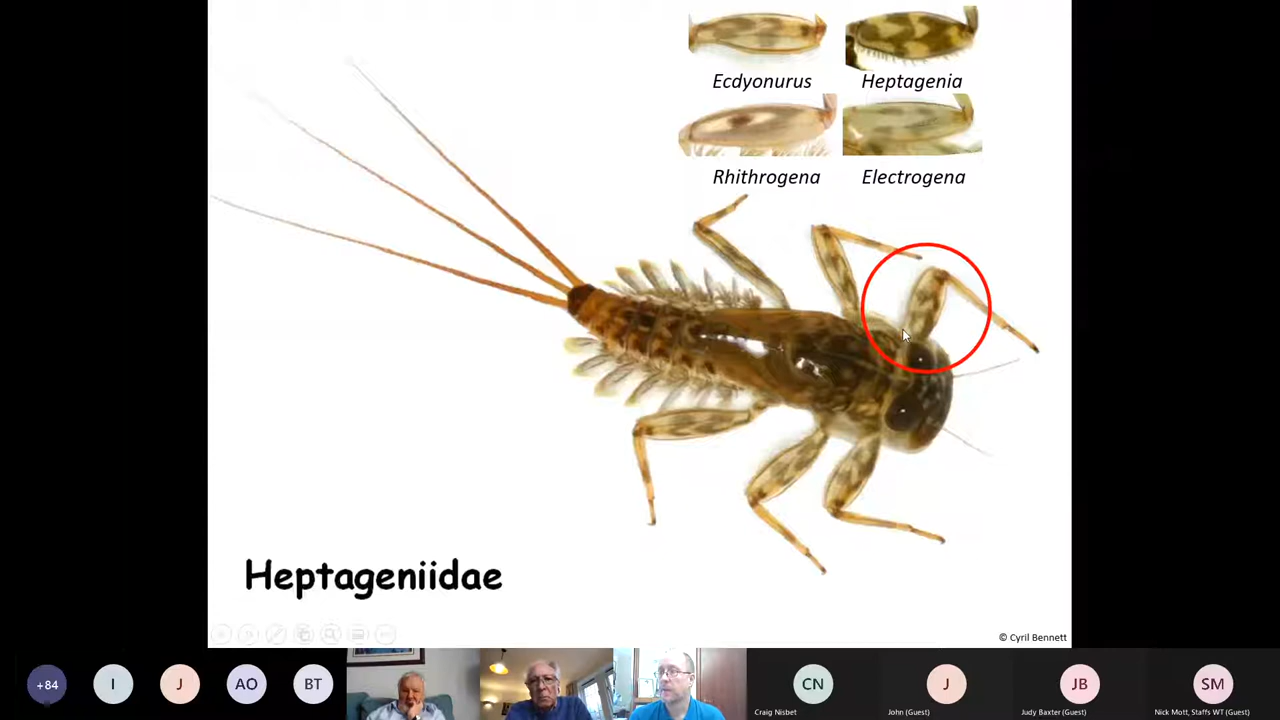 Ecdyonurus
Heptagenia
Rhithrogena
Electrogena
Heptageniidae
© Cyril Bennett
+84
I
J
AO
BT
CN
J
JB
SM
Craig Nisbet
John (Guest)
Judy Baxter (Guest)
Nick Mott, Staffs WT (Guest)